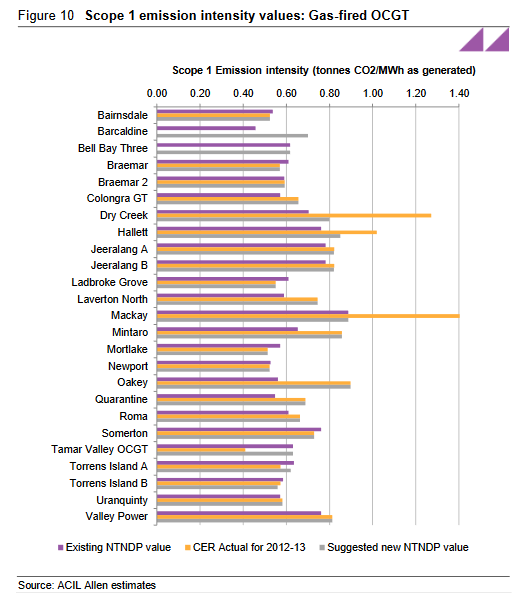 Figure 10 Scope 1 emission intensity values: Gas-fired OCGT
Scope 1 Emission intensity (tonnes CO2/MWh as generated)
0.00 0.20 0.40 0.60 0.80 1.00 1.20 1.40
Bairnsdale
Barcaldine
Bell Bay Three
Braemar
Braemar 2
Colongra GT
Dry Creek
Hallett
Jeeralang A
Jeeralang B
Ladbroke Grove
Laverton North
Mackay
Mintaro
Mortlake
Newport
Oakey
Quarantine
Roma
Somerton
Tamar Valley OCGT
Torrens Island A
Torrens Island B
Uranquinty
Valley Power
Existing NTNDP value CER Actual for 2012-13 Suggested new NTNDP value
Source: ACIL Allen estimates